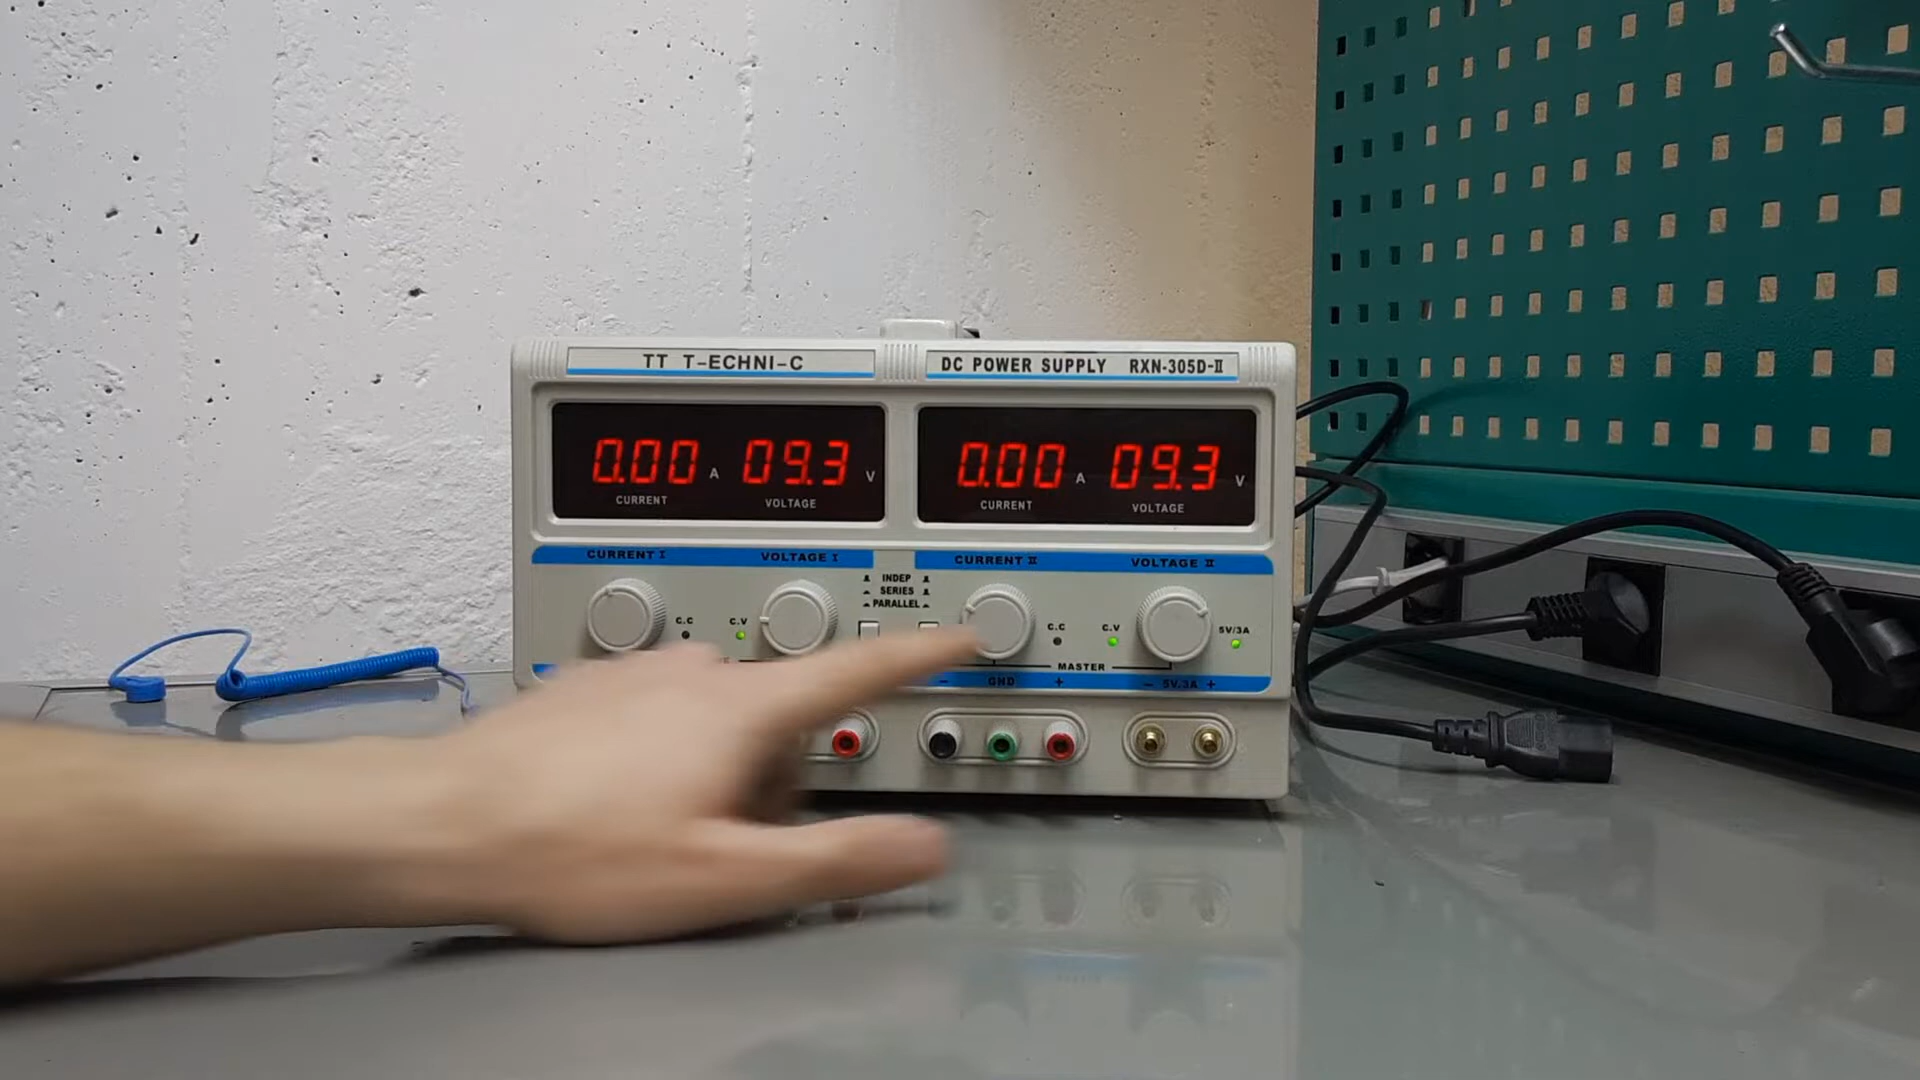 TT T-ECHNI-C
DC POWER SUPPLY RXN-305D-II
0.00 A 09.3 V
CURRENT VOLTAGE
0.00 A 09.3 V
CURRENT VOLTAGE
CURRENT I VOLTAGE I
INDEP
SERIES
PARALLEL
CURRENT II VOLTAGE II
C.C C.V
C.C C.V 5V/3A
MASTER
- GND +
- 5V.3A +